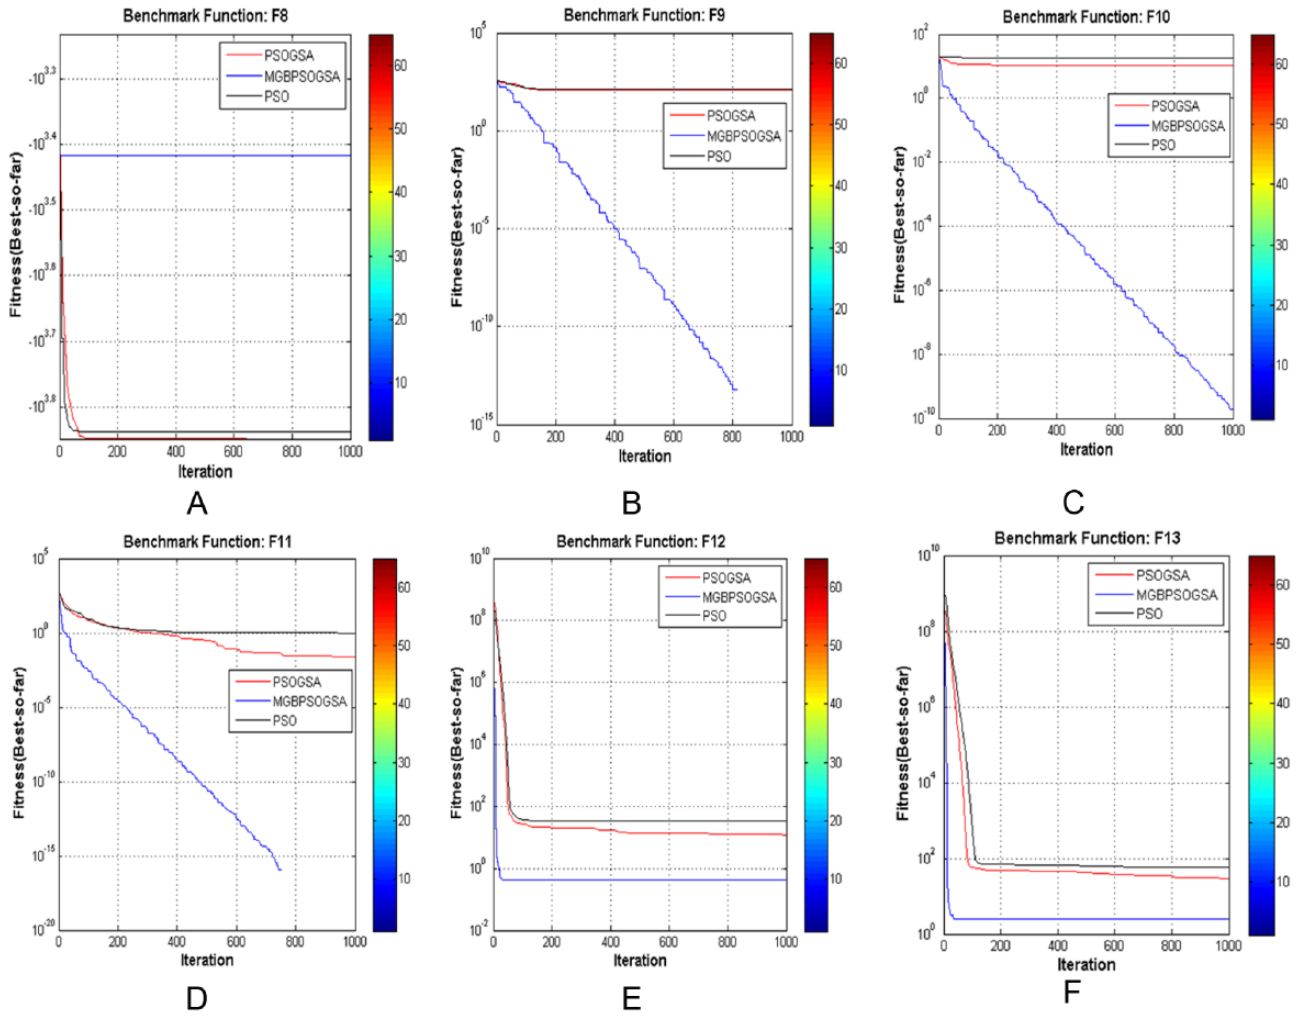 Benchmark Function: F8
Fitness(Best-so-far)
-10^3.3
-10^3.4
-10^3.5
-10^3.6
-10^3.7
-10^3.8
PSOGSA
MGBPSOGSA
PSO
0 200 400 600 800 1000
Iteration
60
50
40
30
20
10
A
Benchmark Function: F9
Fitness(Best-so-far)
10^5
10^0
10^-5
10^-10
10^-15
PSOGSA
MGBPSOGSA
PSO
0 200 400 600 800 1000
Iteration
60
50
40
30
20
10
B
Benchmark Function: F10
Fitness(Best-so-far)
10^2
10^0
10^-2
10^-4
10^-6
10^-8
10^-10
PSOGSA
MGBPSOGSA
PSO
0 200 400 600 800 1000
Iteration
60
50
40
30
20
10
C
Benchmark Function: F11
Fitness(Best-so-far)
10^5
10^0
10^-5
10^-10
10^-15
10^-20
PSOGSA
MGBPSOGSA
PSO
0 200 400 600 800 1000
Iteration
60
50
40
30
20
10
D
Benchmark Function: F12
Fitness(Best-so-far)
10^10
10^8
10^6
10^4
10^2
10^0
10^-2
PSOGSA
MGBPSOGSA
PSO
0 200 400 600 800 1000
Iteration
60
50
40
30
20
10
E
Benchmark Function: F13
Fitness(Best-so-far)
10^10
10^8
10^6
10^4
10^2
10^0
PSOGSA
MGBPSOGSA
PSO
0 200 400 600 800 1000
Iteration
60
50
40
30
20
10
F